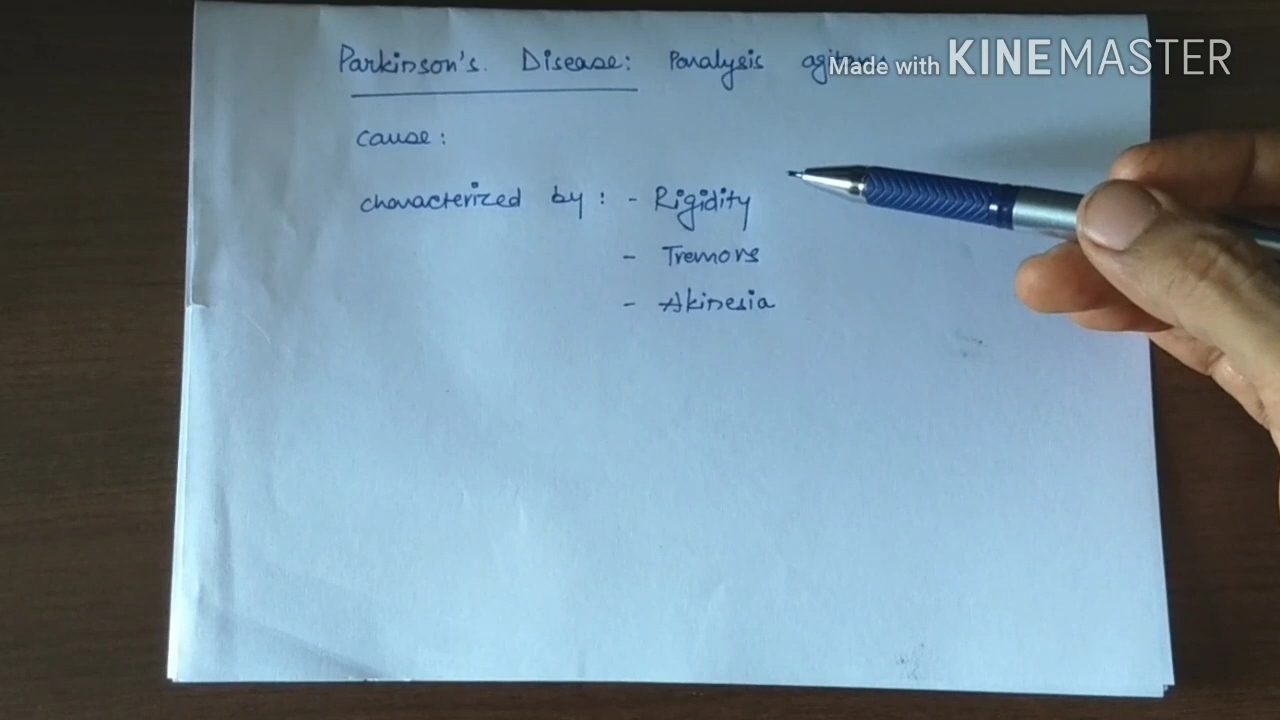 Parkinson's. Disease: Paralysis
Made with KINEMASTER
cause:
characterized by: - Rigidity
- Tremors
- Akinesia